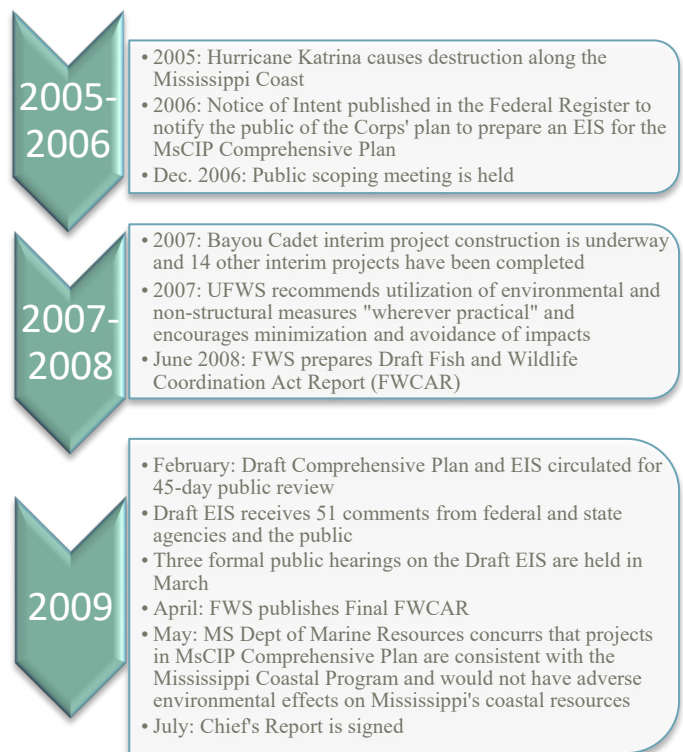 2005-
2006
• 2005: Hurricane Katrina causes destruction along the
Mississippi Coast
• 2006: Notice of Intent published in the Federal Register to
notify the public of the Corps' plan to prepare an EIS for the
MsCIP Comprehensive Plan
• Dec. 2006: Public scoping meeting is held
2007-
2008
• 2007: Bayou Cadet interim project construction is underway
and 14 other interim projects have been completed
• 2007: UFWS recommends utilization of environmental and
non-structural measures "wherever practical" and
encourages minimization and avoidance of impacts
• June 2008: FWS prepares Draft Fish and Wildlife
Coordination Act Report (FWCAR)
2009
• February: Draft Comprehensive Plan and EIS circulated for
45-day public review
• Draft EIS receives 51 comments from federal and state
agencies and the public
• Three formal public hearings on the Draft EIS are held in
March
• April: FWS publishes Final FWCAR
• May: MS Dept of Marine Resources concurrs that projects
in MsCIP Comprehensive Plan are consistent with the
Mississippi Coastal Program and would not have adverse
environmental effects on Mississippi's coastal resources
• July: Chief's Report is signed